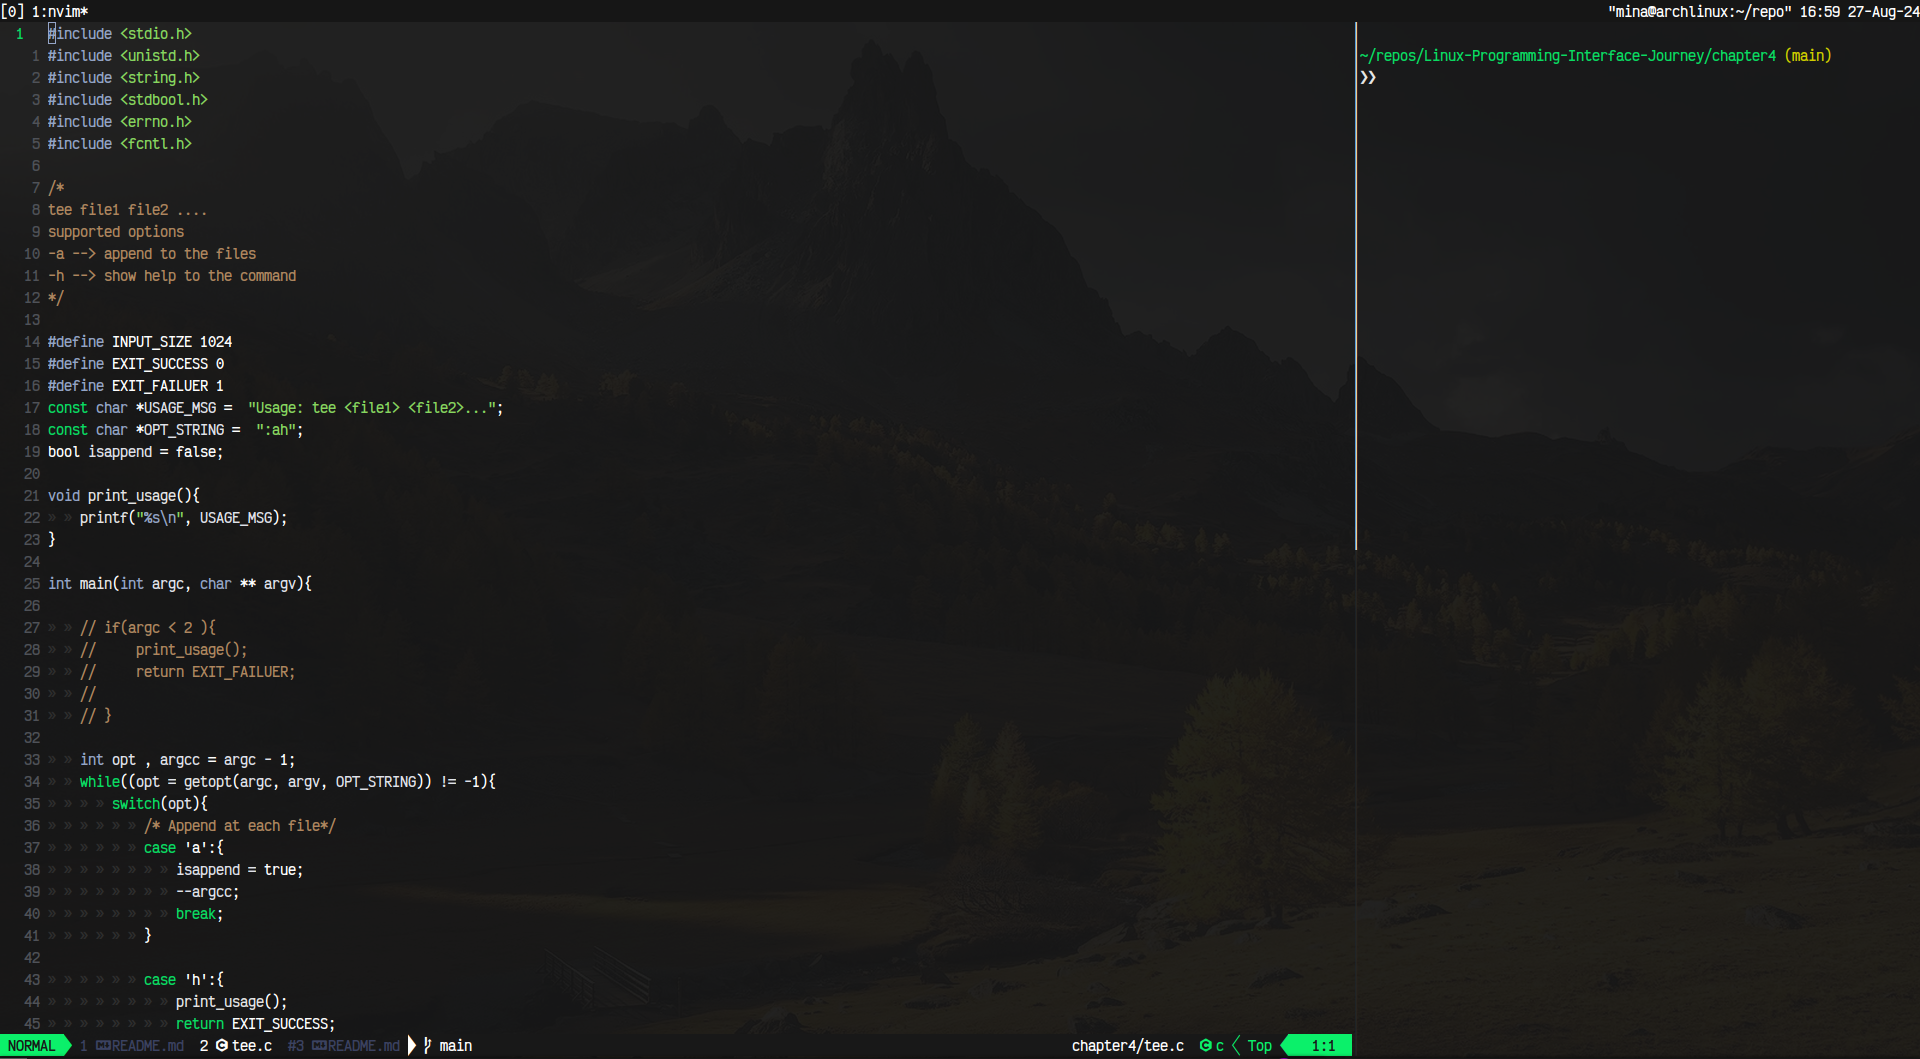 [0] 1:nvim*
"mina@archlinux:~/repo" 16:59 27-Aug-24
1 #include <stdio.h>
1 #include <unistd.h>
2 #include <string.h>
3 #include <stdbool.h>
4 #include <errno.h>
5 #include <fcntl.h>
6
7 /*
8 tee file1 file2 ....
9 supported options
10 -a --> append to the files
11 -h --> show help to the command
12 */
13
14 #define INPUT_SIZE 1024
15 #define EXIT_SUCCESS 0
16 #define EXIT_FAILUER 1
17 const char *USAGE_MSG =  "Usage: tee <file1> <file2>...";
18 const char *OPT_STRING =  ":ah";
19 bool isappend = false;
20
21 void print_usage(){
22 » » printf("%s\n", USAGE_MSG);
23 }
24
25 int main(int argc, char ** argv){
26
27 » » // if(argc < 2 ){
28 » » //     print_usage();
29 » » //     return EXIT_FAILUER;
30 » » //
31 » » // }
32
33 » » int opt , argcc = argc - 1;
34 » » while((opt = getopt(argc, argv, OPT_STRING)) != -1){
35 » » » » switch(opt){
36 » » » » » » /* Append at each file*/
37 » » » » » » case 'a':{
38 » » » » » » » » isappend = true;
39 » » » » » » » » --argcc;
40 » » » » » » » » break;
41 » » » » » » }
42
43 » » » » » » case 'h':{
44 » » » » » » » » print_usage();
45 » » » » » » » » return EXIT_SUCCESS;
~/repos/Linux-Programming-Interface-Journey/chapter4 (main)
❯❯
NORMAL 1 README.md 2 tee.c #3 README.md main chapter4/tee.c c Top 1:1